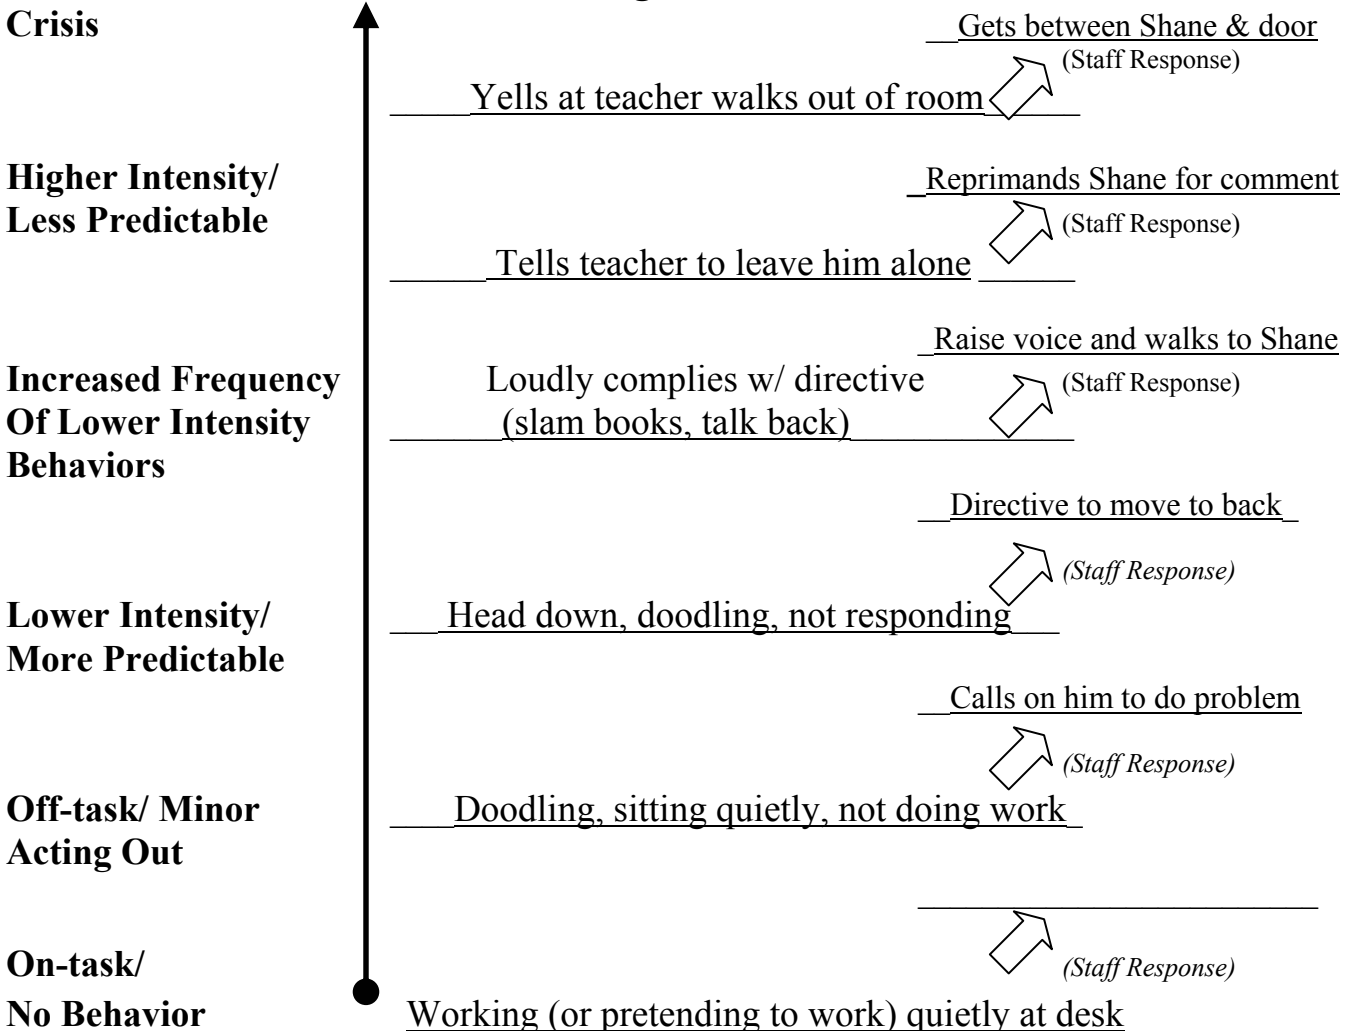 Crisis
Gets between Shane & door
(Staff Response)
Yells at teacher walks out of room
Higher Intensity/
Less Predictable
Reprimands Shane for comment
(Staff Response)
Tells teacher to leave him alone
Raise voice and walks to Shane
(Staff Response)
Increased Frequency
Of Lower Intensity
Behaviors
Loudly complies w/ directive
(slam books, talk back)
Directive to move to back
(Staff Response)
Lower Intensity/
More Predictable
Head down, doodling, not responding
Calls on him to do problem
(Staff Response)
Off-task/ Minor
Acting Out
Doodling, sitting quietly, not doing work
(Staff Response)
On-task/
No Behavior
Working (or pretending to work) quietly at desk